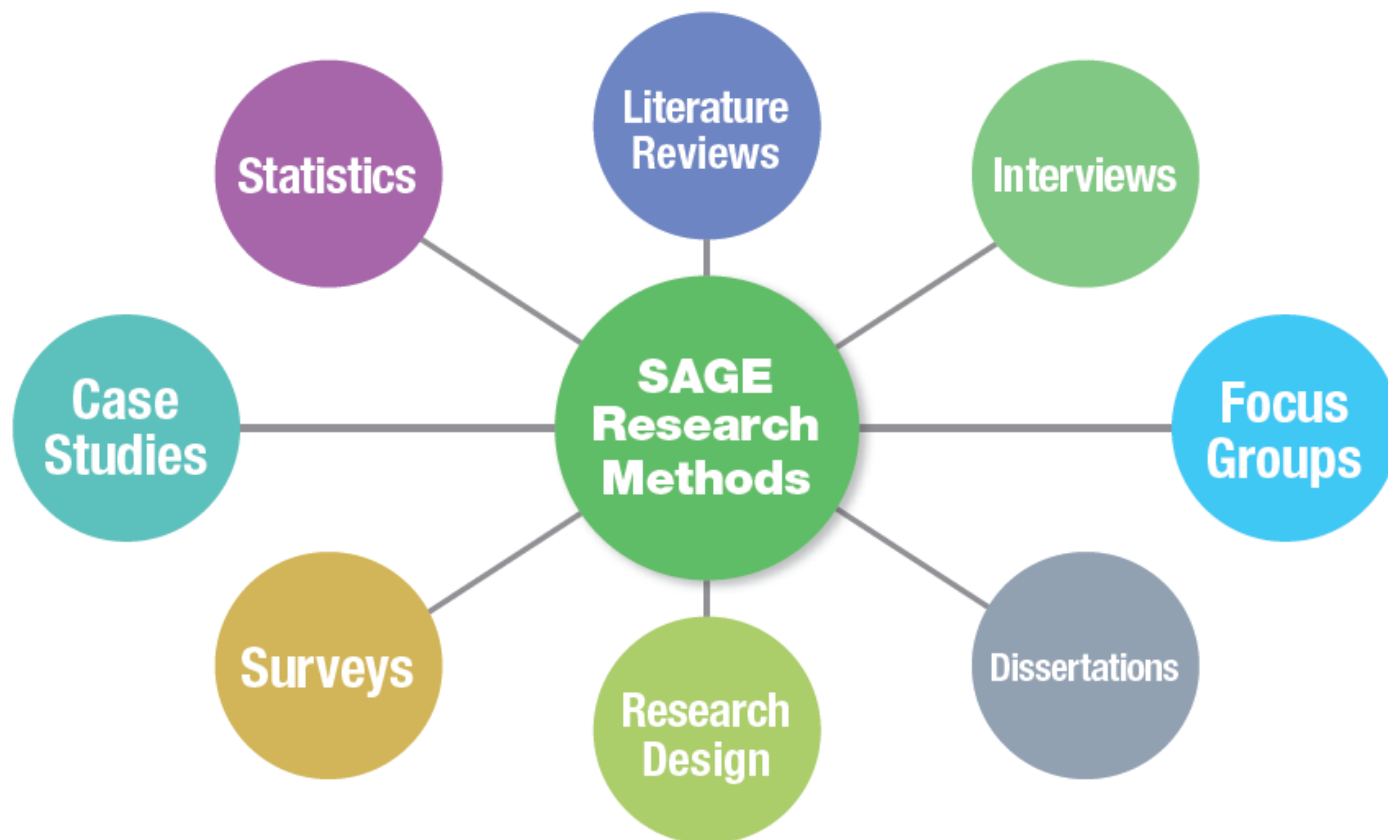 Literature
Reviews
Statistics
Interviews
SAGE
Research
Methods
Case
Studies
Focus
Groups
Surveys
Dissertations
Research
Design